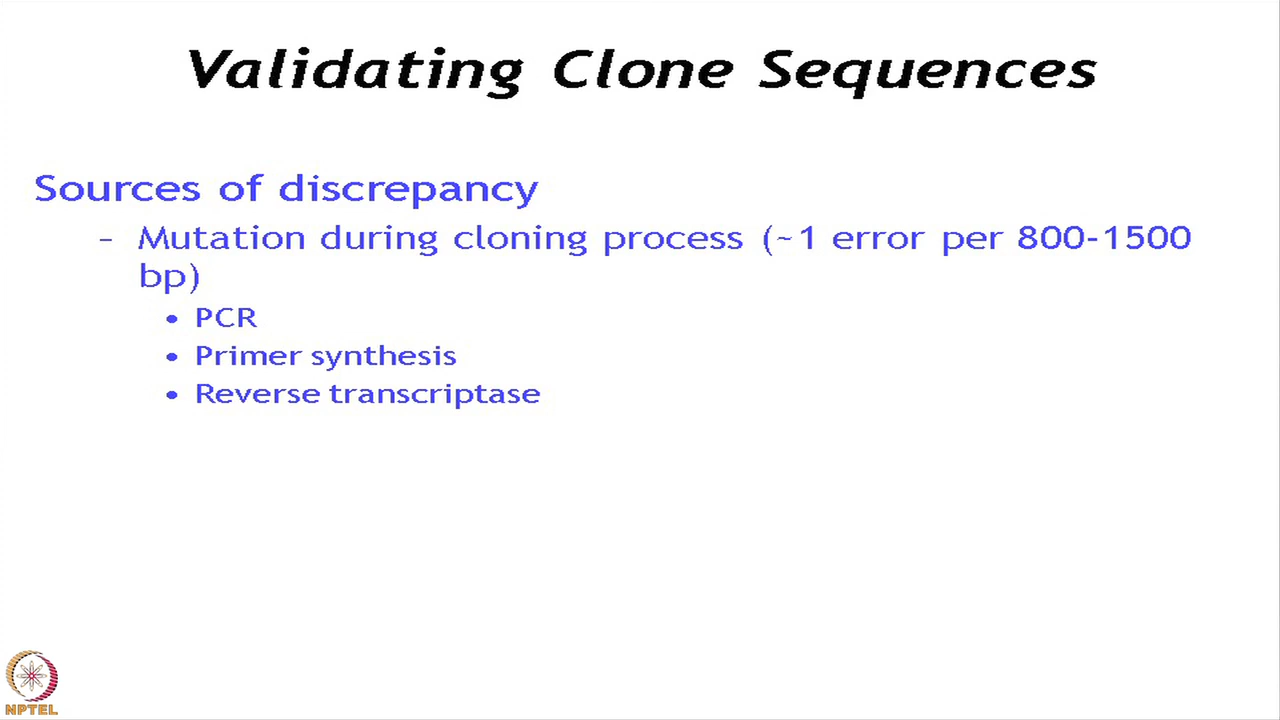 Validating Clone Sequences
Sources of discrepancy
– Mutation during cloning process (~1 error per 800-1500
bp)
• PCR
• Primer synthesis
• Reverse transcriptase
NPTEL